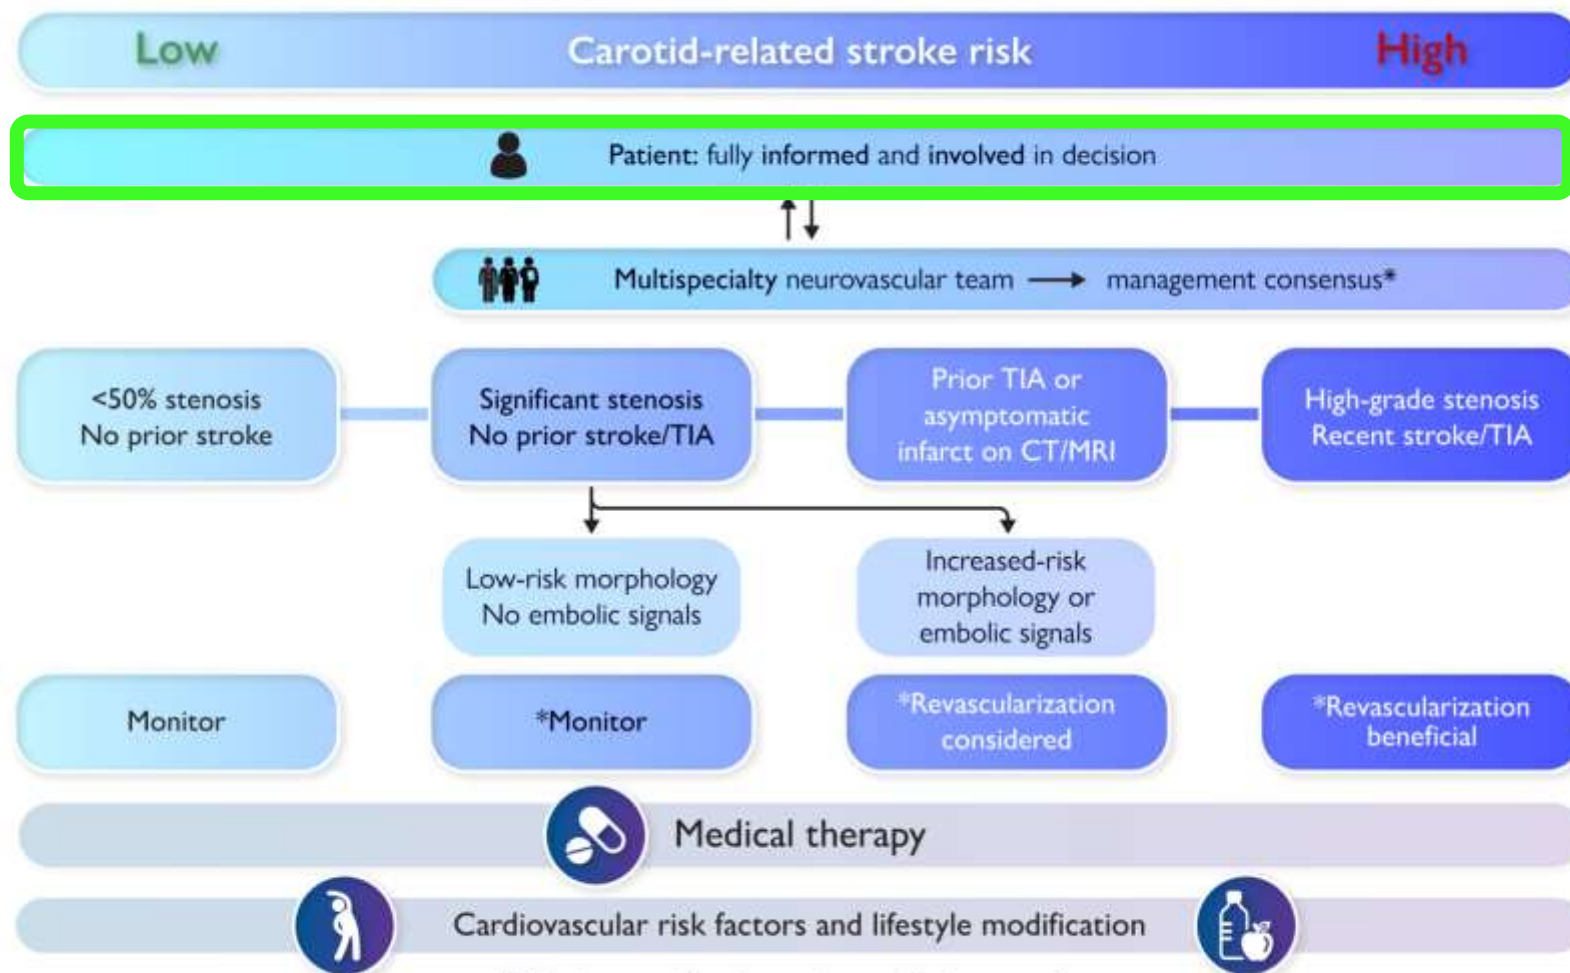 Low Carotid-related stroke risk High
Patient: fully informed and involved in decision
Multispecialty neurovascular team → management consensus*
<50% stenosis
No prior stroke
Significant stenosis
No prior stroke/TIA
Prior TIA or
asymptomatic
infarct on CT/MRI
High-grade stenosis
Recent stroke/TIA
Low-risk morphology
No embolic signals
Increased-risk
morphology or
embolic signals
Monitor
*Monitor
*Revascularization
considered
*Revascularization
beneficial
Medical therapy
Cardiovascular risk factors and lifestyle modification